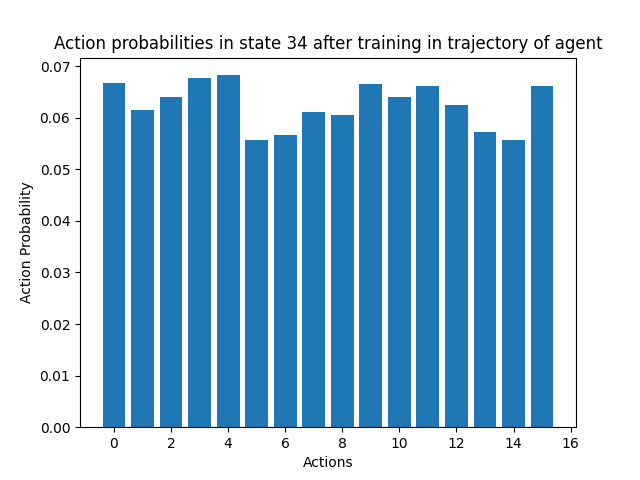 Action probabilities in state 34 after training in trajectory of agent
0.07
0.06
0.05
0.04
0.03
0.02
0.01
0.00
Action Probability
0 2 4 6 8 10 12 14 16
Actions